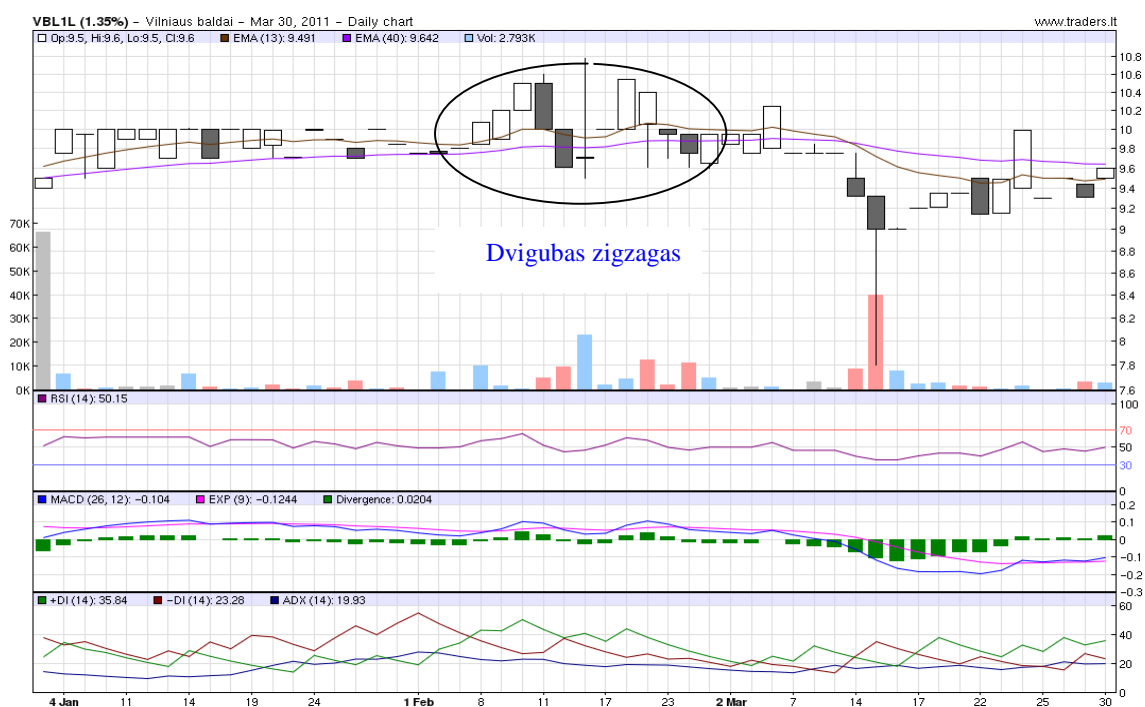 VBL1L (1.35%) – Vilniaus baldai – Mar 30, 2011 – Daily chart www.traders.lt
Op:9.5, Hi:9.6, Lo:9.5, Cl:9.6 EMA (13): 9.491 EMA (40): 9.642 Vol: 2.793K
10.8
10.6
10.4
10.2
10
9.8
9.6
9.4
9.2
9
8.8
8.6
8.4
8.2
8
7.8
7.6
70K
60K
50K
40K
30K
20K
10K
0K
Dvigubas zigzagas
RSI (14): 50.15
100
70
50
30
0
MACD (26, 12): −0.104 EXP (9): −0.1244 Divergence: 0.0204
0.2
0.1
0
−0.1
−0.2
−0.3
+DI (14): 35.84 −DI (14): 23.28 ADX (14): 19.93
60
40
20
0
4 Jan 11 14 19 24 1 Feb 8 11 16 21 2 Mar 7 14 17 22 25 30